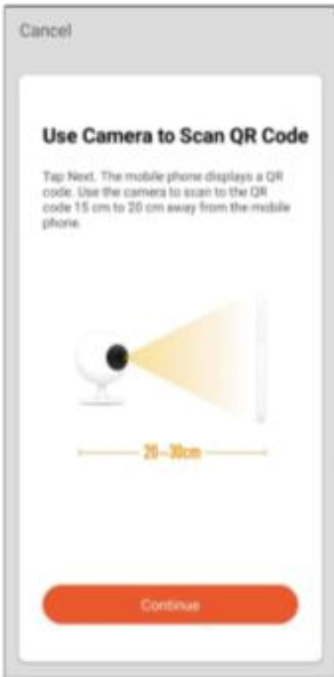 Cancel
Use Camera to Scan QR Code
Tap Next. The mobile phone displays a QR
code. Use the camera to scan to the QR
code 15 cm to 20 cm away from the mobile
phone.
20~30cm
Continue